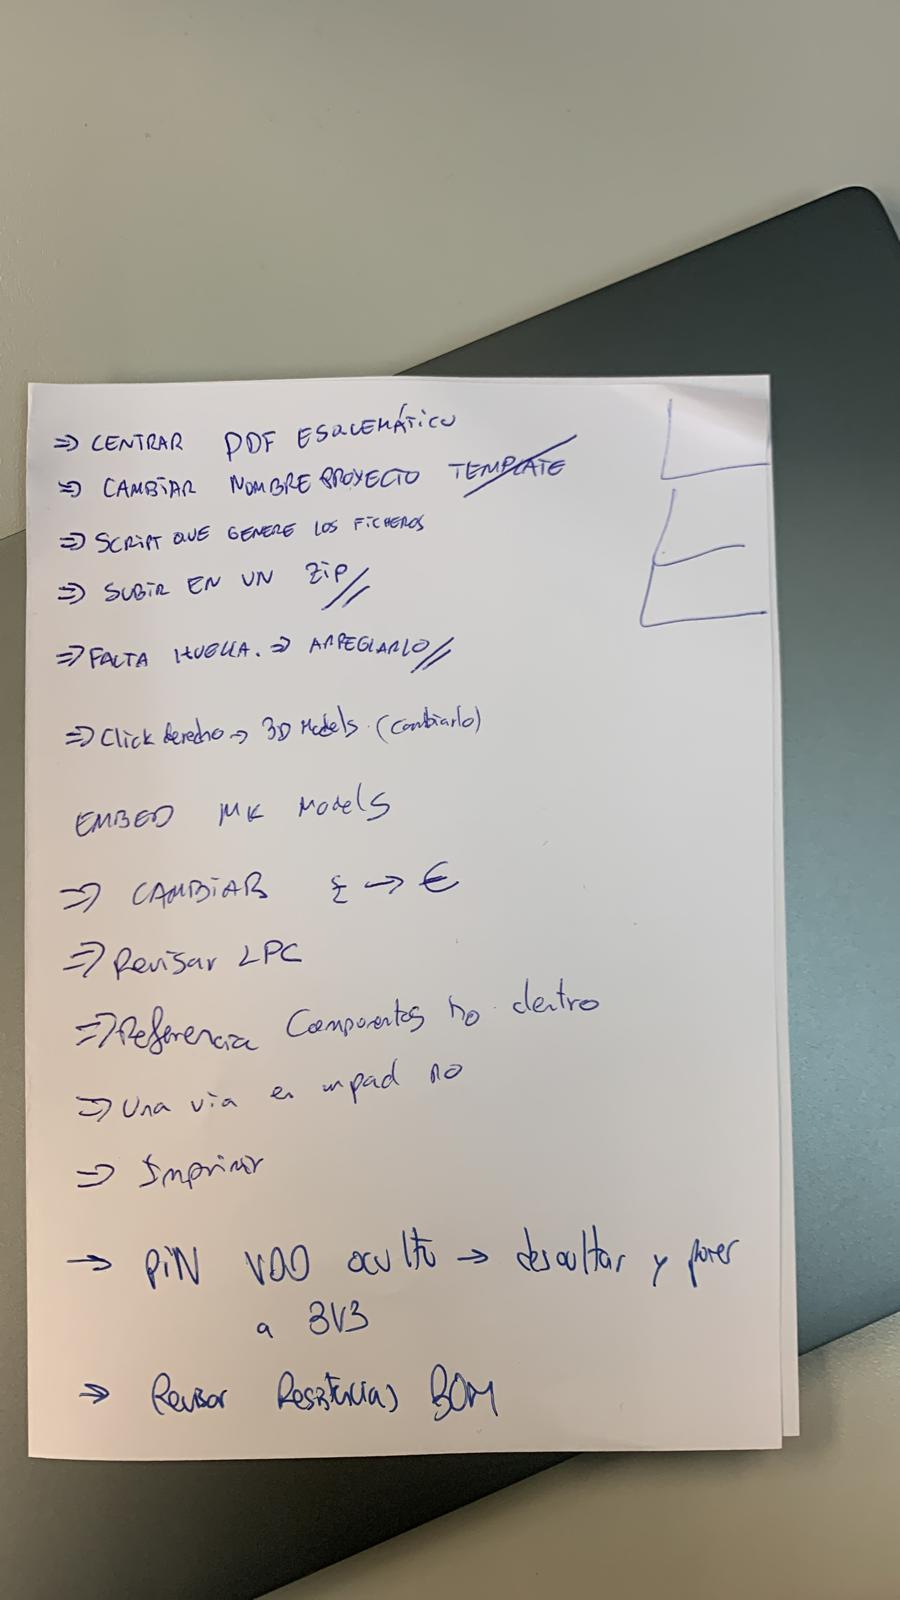 ⇒ CENTRAR PDF ESQUEMÁTICO
⇒ CAMBIAR NOMBRE PROYECTO TEMPLATE
⇒ SCRIPT QUE GENERE LOS FICHEROS
⇒ SUBIR EN UN ZIP//
⇒ FALTA HUELLA. ⇒ ARREGLARLO//
⇒ Click derecho → 3D Models (Cambiarlo)
EMBED Models
⇒ CAMBIAR £ → €
⇒ Revisar LPC
⇒ Referencia Componentes no dentro
⇒ Una via en un pad no
⇒ Imprimir
→ PIN VDD oculto → desocultar y poner
a 3V3
⇒ Revisar Resistencias BOM